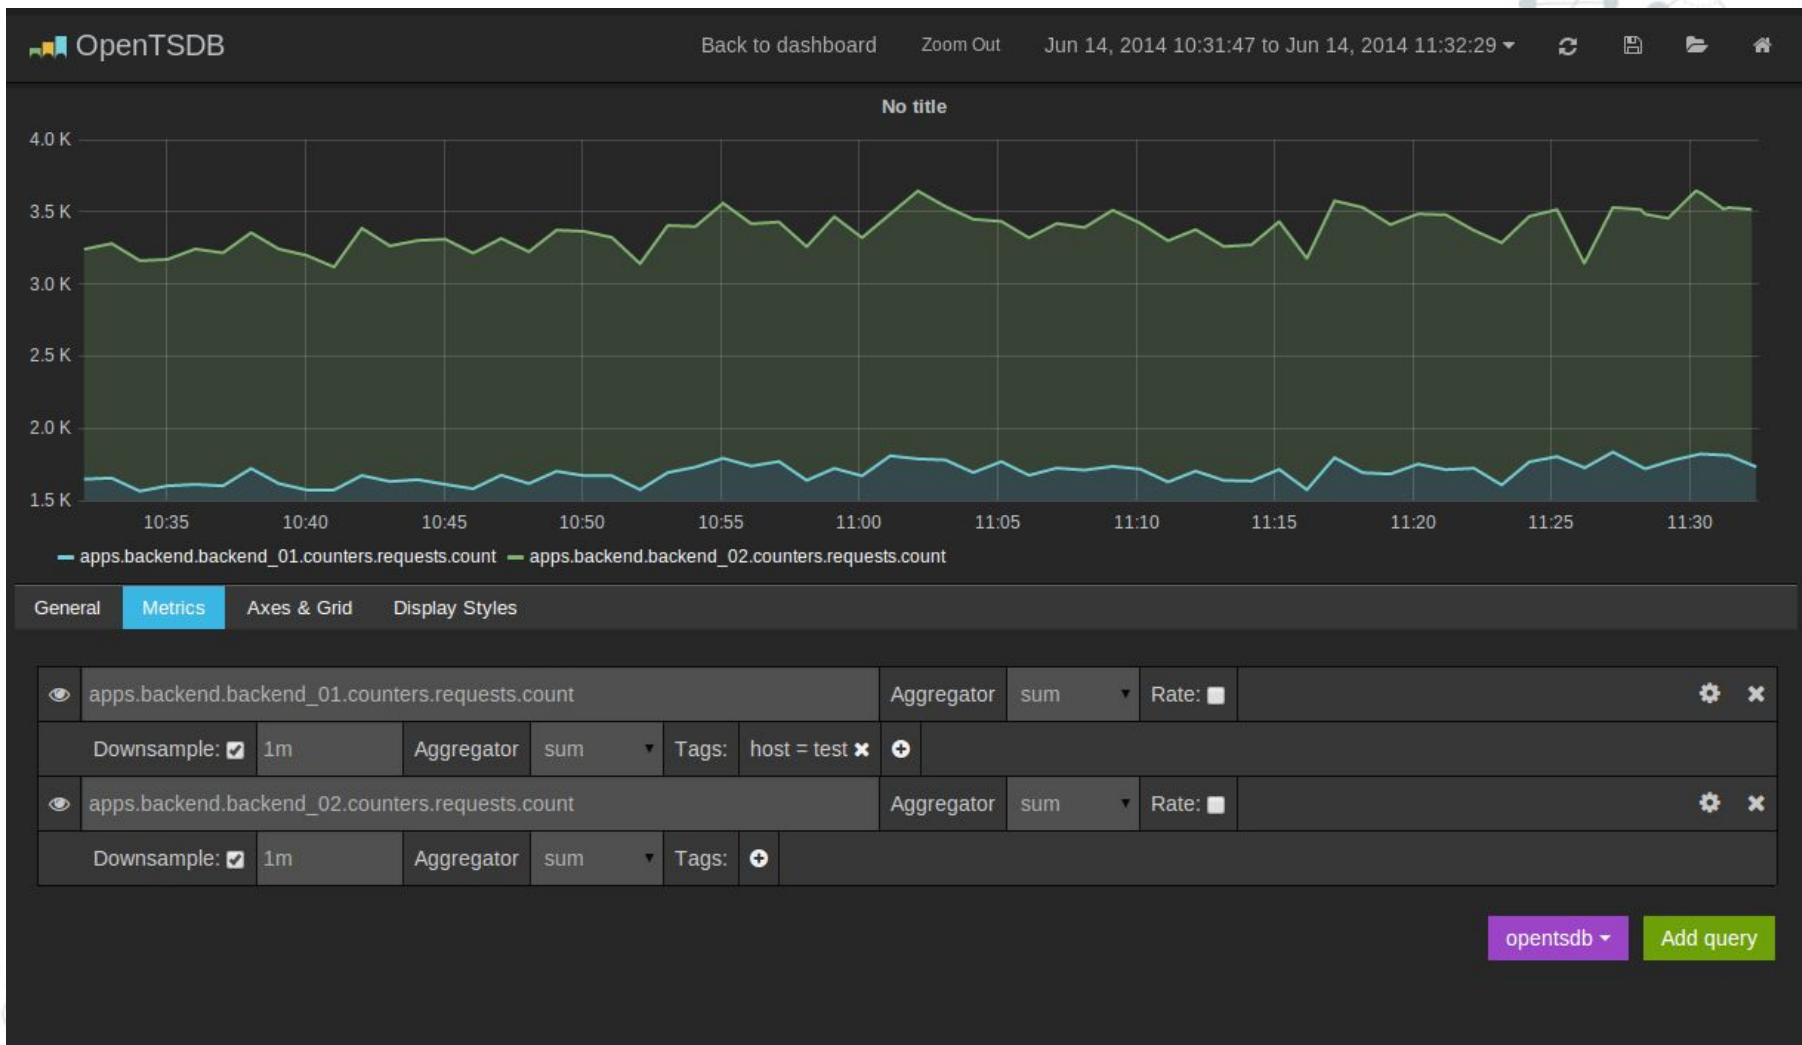 OpenTSDB Back to dashboard Zoom Out Jun 14, 2014 10:31:47 to Jun 14, 2014 11:32:29
No title
4.0 K
3.5 K
3.0 K
2.5 K
2.0 K
1.5 K
10:35 10:40 10:45 10:50 10:55 11:00 11:05 11:10 11:15 11:20 11:25 11:30
apps.backend.backend_01.counters.requests.count apps.backend.backend_02.counters.requests.count
General Metrics Axes & Grid Display Styles
apps.backend.backend_01.counters.requests.count Aggregator sum Rate:
Downsample: 1m Aggregator sum Tags: host = test
apps.backend.backend_02.counters.requests.count Aggregator sum Rate:
Downsample: 1m Aggregator sum Tags:
opentsdb Add query